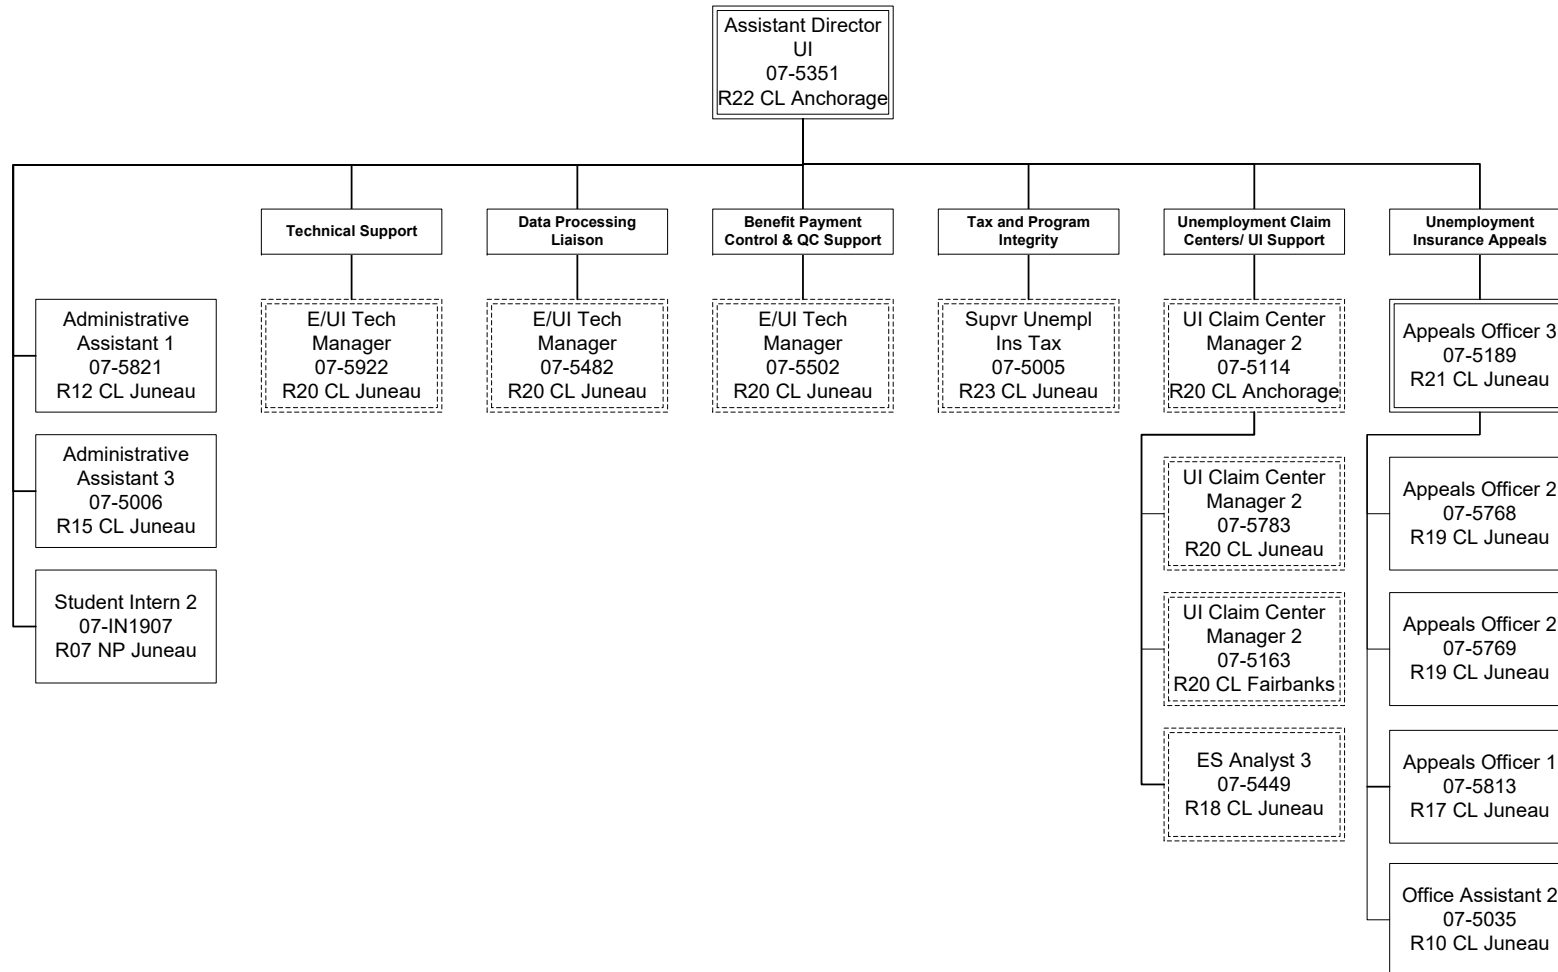 Assistant Director
UI
07-5351
R22 CL Anchorage
Technical Support
Data Processing
Liaison
Benefit Payment
Control & QC Support
Tax and Program
Integrity
Unemployment Claim
Centers/ UI Support
Unemployment
Insurance Appeals
Administrative
Assistant 1
07-5821
R12 CL Juneau
E/UI Tech
Manager
07-5922
R20 CL Juneau
E/UI Tech
Manager
07-5482
R20 CL Juneau
E/UI Tech
Manager
07-5502
R20 CL Juneau
Supvr Unempl
Ins Tax
07-5005
R23 CL Juneau
UI Claim Center
Manager 2
07-5114
R20 CL Anchorage
Appeals Officer 3
07-5189
R21 CL Juneau
Administrative
Assistant 3
07-5006
R15 CL Juneau
UI Claim Center
Manager 2
07-5783
R20 CL Juneau
Appeals Officer 2
07-5768
R19 CL Juneau
Student Intern 2
07-IN1907
R07 NP Juneau
UI Claim Center
Manager 2
07-5163
R20 CL Fairbanks
Appeals Officer 2
07-5769
R19 CL Juneau
ES Analyst 3
07-5449
R18 CL Juneau
Appeals Officer 1
07-5813
R17 CL Juneau
Office Assistant 2
07-5035
R10 CL Juneau